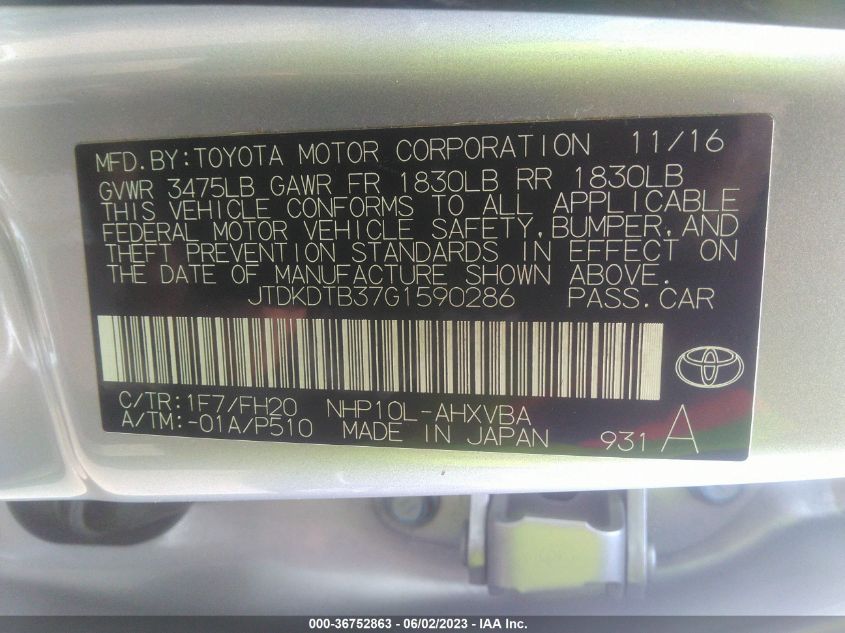 MFD.BY:TOYOTA MOTOR CORPORATION 11/16
GVWR 3475LB GAWR FR 1830LB RR 1830LB
THIS VEHICLE CONFORMS TO ALL APPLICABLE
FEDERAL MOTOR VEHICLE SAFETY,BUMPER,AND
THEFT PREVENTION STANDARDS IN EFFECT ON
THE DATE OF MANUFACTURE SHOWN ABOVE.
JTDKDTB37G1590286 PASS.CAR
C/TR:1F7/FH20 NHP10L-AHXVBA
A/TM:-01A/P510 MADE IN JAPAN 931 A
000-36752863 - 06/02/2023 - IAA Inc.